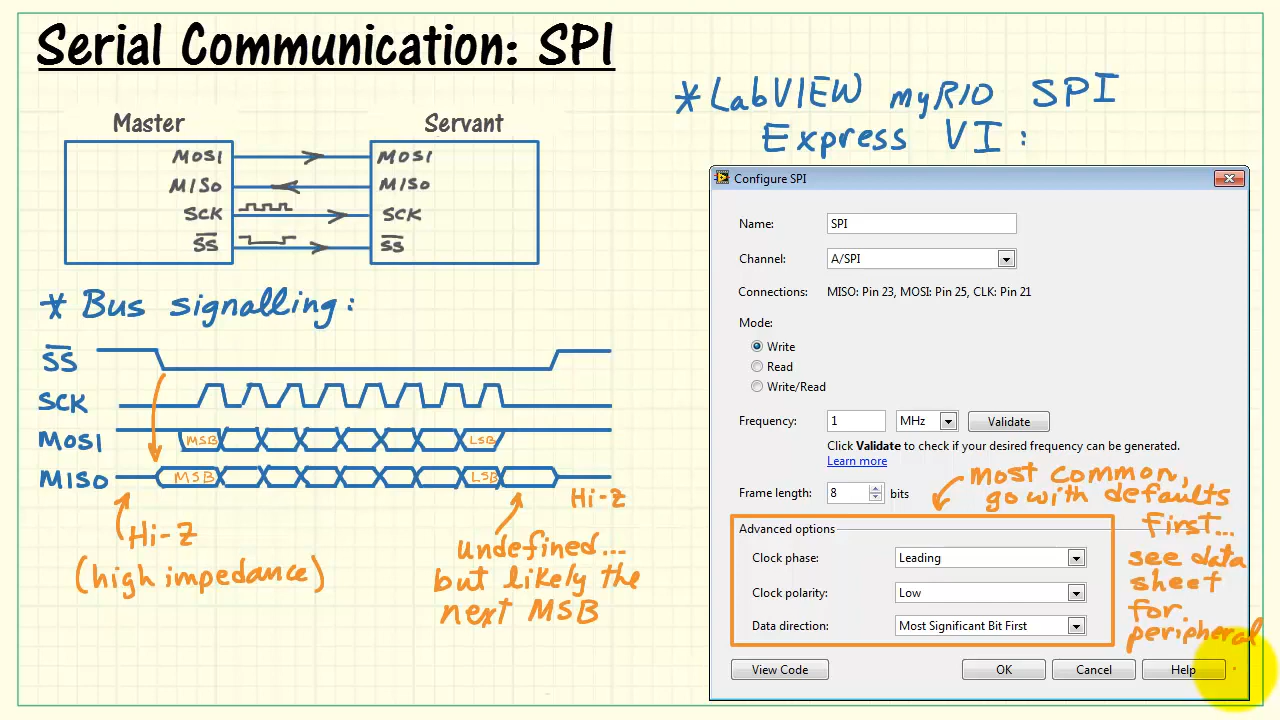 Serial Communication: SPI
Master
Servant
MOSI
MOSI
MISO
MISO
SCK
SCK
SS
SS
* Bus signalling:
SS
SCK
MOSI
MSB
LSB
MISO
MSB
LSB
Hi-Z
Hi-Z
(high impedance)
undefined...
but likely the
next MSB
* LabVIEW myRIO SPI
Express VI:
Configure SPI
Name:
SPI
Channel:
A/SPI
Connections:
MISO: Pin 23, MOSI: Pin 25, CLK: Pin 21
Mode:
Write
Read
Write/Read
Frequency:
1
MHz
Validate
Click Validate to check if your desired frequency can be generated.
Learn more
Frame length:
8
bits
most common,
go with defaults
first...
see data
sheet
for
peripheral
Advanced options
Clock phase:
Leading
Clock polarity:
Low
Data direction:
Most Significant Bit First
View Code
OK
Cancel
Help